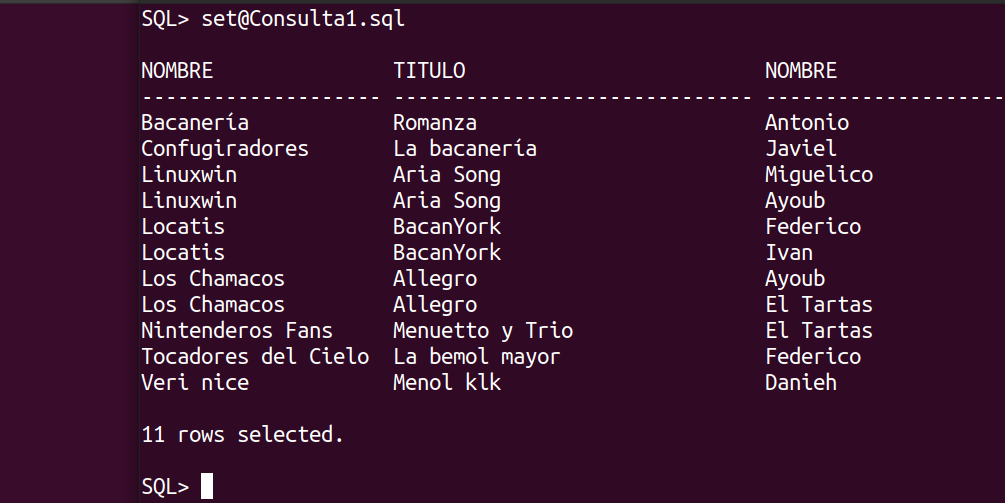 SQL> set@Consulta1.sql
NOMBRE TITULO NOMBRE
-------------------- ------------------------------ --------------------
Bacanería Romanza Antonio
Confugiradores La bacanería Javiel
Linuxwin Aria Song Miguelico
Linuxwin Aria Song Ayoub
Locatis BacanYork Federico
Locatis BacanYork Ivan
Los Chamacos Allegro Ayoub
Los Chamacos Allegro El Tartas
Nintenderos Fans Menuetto y Trio El Tartas
Tocadores del Cielo La bemol mayor Federico
Veri nice Menol klk Danieh
11 rows selected.
SQL>